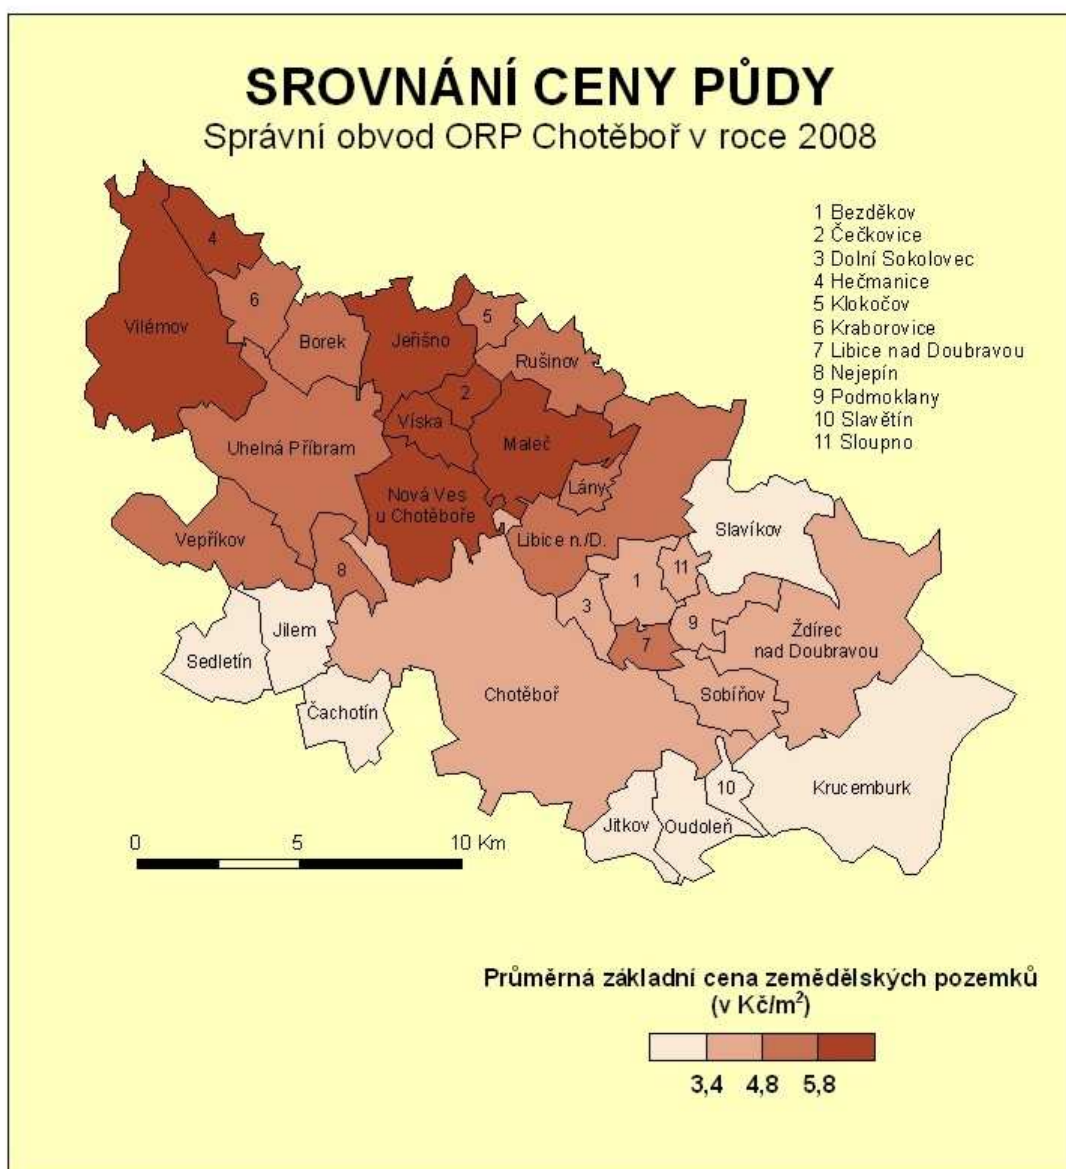 SROVNÁNÍ CENY PŮDY
Správní obvod ORP Chotěboř v roce 2008
1 Bezděkov
2 Čečkovice
3 Dolní Sokolovec
4 Hečmanice
5 Klokočov
6 Kraborovice
7 Libice nad Doubravou
8 Nejepín
9 Podmoklany
10 Slavětín
11 Sloupno
4
6
5
Vilémov
Borek
Jeřišno
Rušinov
2
Víska
Uhelná Příbram
Maleč
Lány
Nová Ves
u Chotěboře
Vepříkov
Libice n./D.
Slavíkov
8
1
11
3
9
Jilem
Sedletín
7
Ždírec
nad Doubravou
Chotěboř
Sobíňov
Čachotín
10
Krucemburk
Jitkov
Oudoleň
0 5 10 Km
Průměrná základní cena zemědělských pozemků
(v Kč/m²)
3,4 4,8 5,8